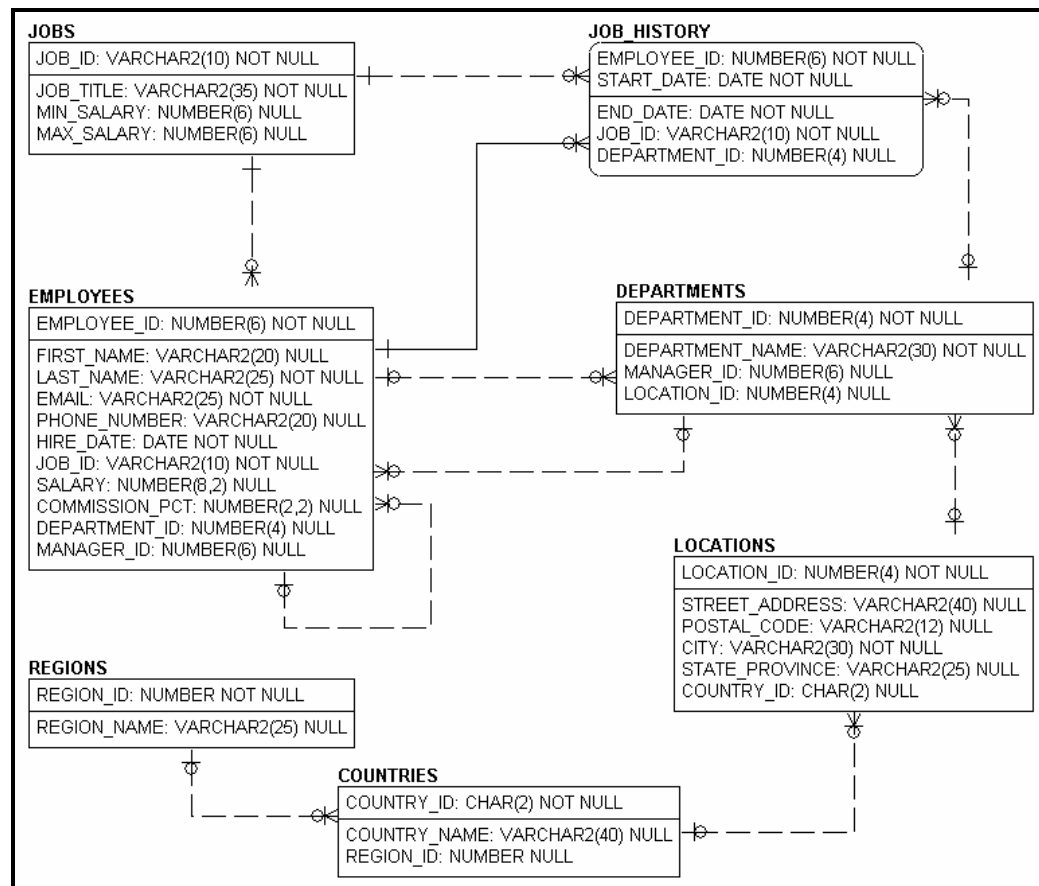 JOBS
JOB_ID: VARCHAR2(10) NOT NULL
JOB_TITLE: VARCHAR2(35) NOT NULL
MIN_SALARY: NUMBER(6) NULL
MAX_SALARY: NUMBER(6) NULL
JOB_HISTORY
EMPLOYEE_ID: NUMBER(6) NOT NULL
START_DATE: DATE NOT NULL
END_DATE: DATE NOT NULL
JOB_ID: VARCHAR2(10) NOT NULL
DEPARTMENT_ID: NUMBER(4) NULL
EMPLOYEES
EMPLOYEE_ID: NUMBER(6) NOT NULL
FIRST_NAME: VARCHAR2(20) NULL
LAST_NAME: VARCHAR2(25) NOT NULL
EMAIL: VARCHAR2(25) NOT NULL
PHONE_NUMBER: VARCHAR2(20) NULL
HIRE_DATE: DATE NOT NULL
JOB_ID: VARCHAR2(10) NOT NULL
SALARY: NUMBER(8,2) NULL
COMMISSION_PCT: NUMBER(2,2) NULL
DEPARTMENT_ID: NUMBER(4) NULL
MANAGER_ID: NUMBER(6) NULL
DEPARTMENTS
DEPARTMENT_ID: NUMBER(4) NOT NULL
DEPARTMENT_NAME: VARCHAR2(30) NOT NULL
MANAGER_ID: NUMBER(6) NULL
LOCATION_ID: NUMBER(4) NULL
LOCATIONS
LOCATION_ID: NUMBER(4) NOT NULL
STREET_ADDRESS: VARCHAR2(40) NULL
POSTAL_CODE: VARCHAR2(12) NULL
CITY: VARCHAR2(30) NOT NULL
STATE_PROVINCE: VARCHAR2(25) NULL
COUNTRY_ID: CHAR(2) NULL
REGIONS
REGION_ID: NUMBER NOT NULL
REGION_NAME: VARCHAR2(25) NULL
COUNTRIES
COUNTRY_ID: CHAR(2) NOT NULL
COUNTRY_NAME: VARCHAR2(40) NULL
REGION_ID: NUMBER NULL